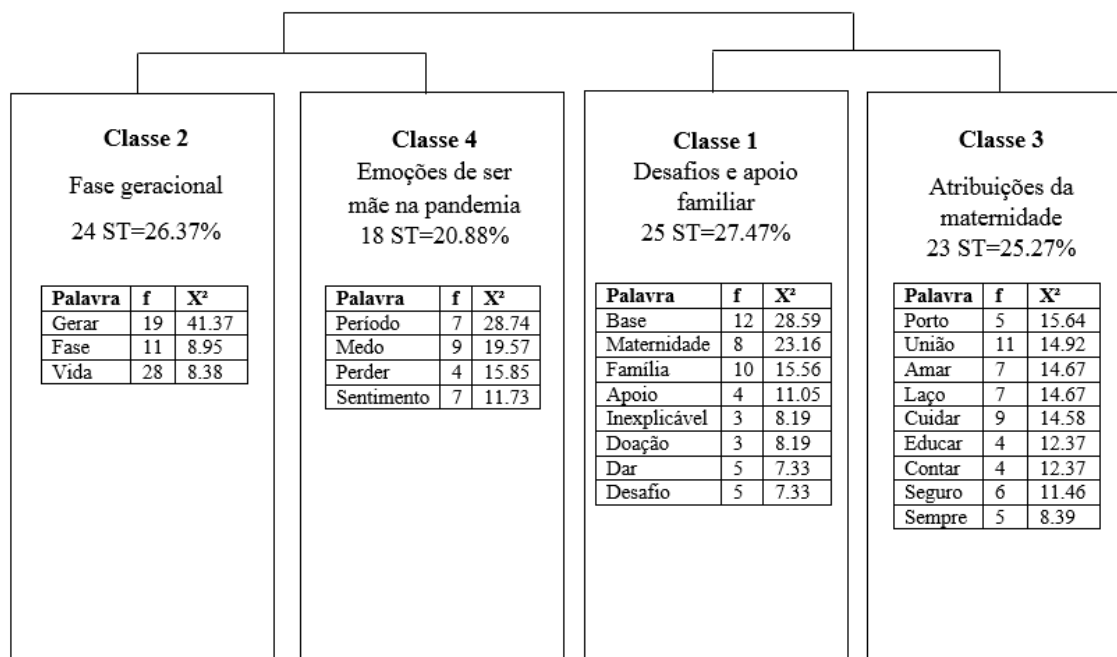 Classe 2
Fase geracional
24 ST=26.37%
Palavra f X²
Gerar 19 41.37
Fase 11 8.95
Vida 28 8.38
Classe 4
Emoções de ser
mãe na pandemia
18 ST=20.88%
Palavra f X²
Período 7 28.74
Medo 9 19.57
Perder 4 15.85
Sentimento 7 11.73
Classe 1
Desafios e apoio
familiar
25 ST=27.47%
Palavra f X²
Base 12 28.59
Maternidade 8 23.16
Família 10 15.56
Apoio 4 11.05
Inexplicável 3 8.19
Doação 3 8.19
Dar 5 7.33
Desafio 5 7.33
Classe 3
Atribuições da
maternidade
23 ST=25.27%
Palavra f X²
Porto 5 15.64
União 11 14.92
Amar 7 14.67
Laço 7 14.67
Cuidar 9 14.58
Educar 4 12.37
Contar 4 12.37
Seguro 6 11.46
Sempre 5 8.39